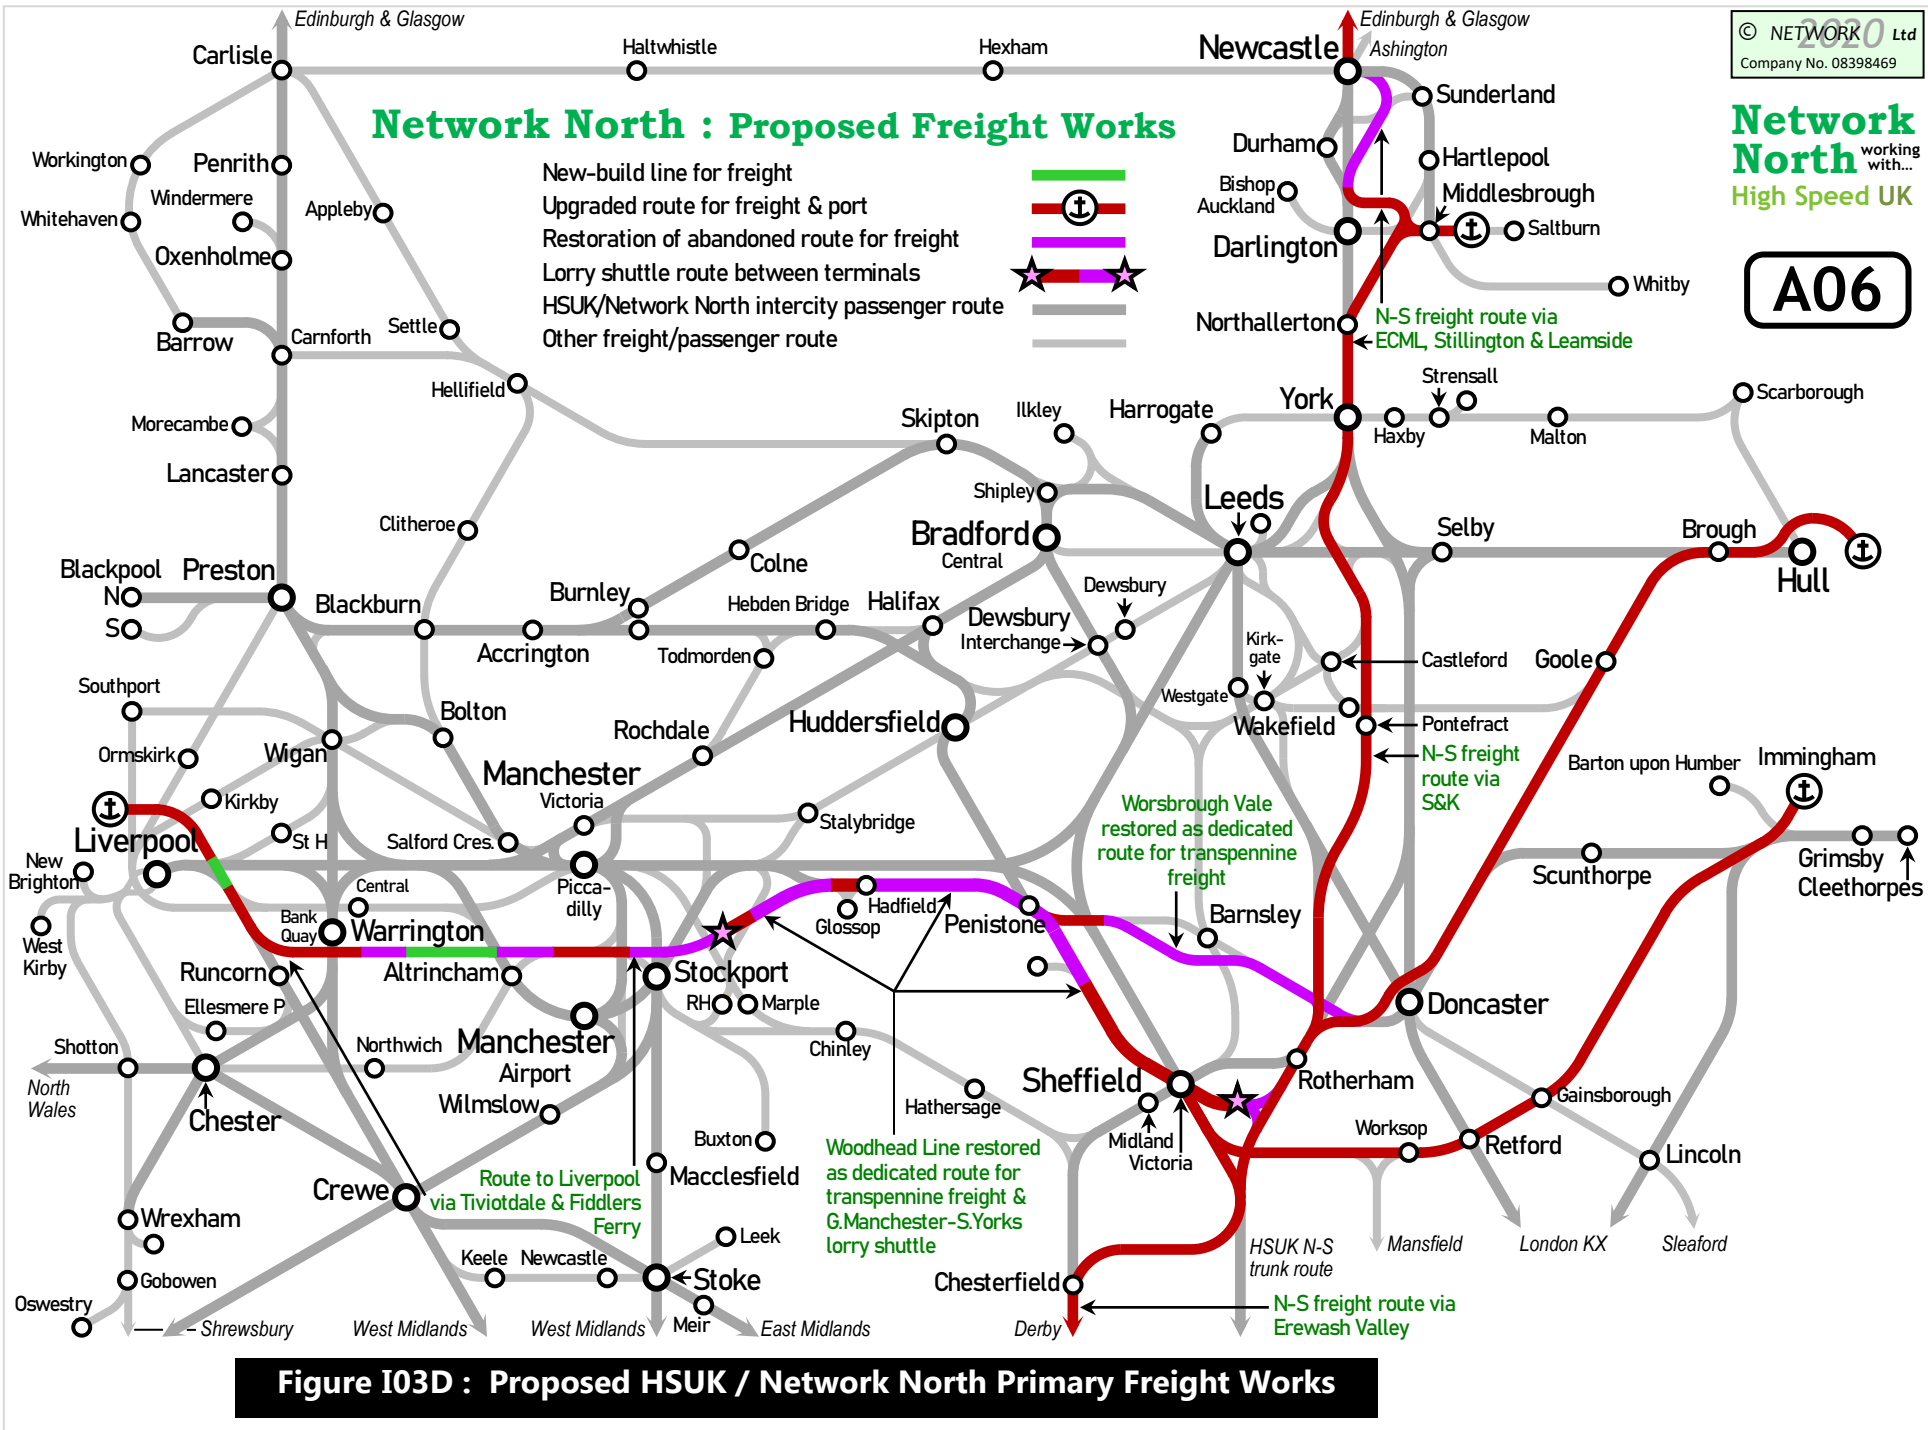 Edinburgh & Glasgow
Edinburgh & Glasgow
Ashington
© NETWORK 2020 Ltd
Company No. 08398469
Carlisle
Haltwhistle
Hexham
Newcastle
Sunderland
Network North : Proposed Freight Works
Network
North working
with...
High Speed UK
A06
New-build line for freight
Upgraded route for freight & port
Restoration of abandoned route for freight
Lorry shuttle route between terminals
HSUK/Network North intercity passenger route
Other freight/passenger route
Workington
Penrith
Windermere
Whitehaven
Appleby
Oxenholme
Barrow
Carnforth
Settle
Hellifield
Morecambe
Lancaster
Clitheroe
Durham
Hartlepool
Bishop
Auckland
Middlesbrough
Darlington
Saltburn
Whitby
Northallerton
N-S freight route via
ECML, Stillington & Leamside
Strensall
York
Haxby
Malton
Scarborough
Skipton
Ilkley
Harrogate
Shipley
Leeds
Bradford
Central
Selby
Brough
Hull
Colne
Blackpool
N
S
Preston
Blackburn
Burnley
Accrington
Hebden Bridge
Halifax
Todmorden
Dewsbury
Dewsbury
Interchange
Kirk-
gate
Castleford
Goole
Westgate
Wakefield
Pontefract
N-S freight
route via
S&K
Southport
Bolton
Ormskirk
Wigan
Rochdale
Huddersfield
Manchester
Victoria
Kirkby
Liverpool
St H
Salford Cres.
Stalybridge
Worsbrough Vale
restored as dedicated
route for transpennine
freight
Barton upon Humber
Immingham
Grimsby
Cleethorpes
Scunthorpe
New
Brighton
Central
Picca-
dilly
Bank
Quay
Warrington
Glossop
Hadfield
Penistone
Barnsley
West
Kirby
Runcorn
Altrincham
Stockport
Ellesmere P
RH
Marple
Doncaster
Shotton
Northwich
Manchester
Airport
Chinley
North
Wales
Chester
Wilmslow
Hathersage
Sheffield
Rotherham
Gainsborough
Buxton
Midland
Victoria
Worksop
Retford
Lincoln
Crewe
Route to Liverpool
via Tiviotdale & Fiddlers
Ferry
Macclesfield
Woodhead Line restored
as dedicated route for
transpennine freight &
G.Manchester-S.Yorks
lorry shuttle
Wrexham
Leek
Keele
Newcastle
Stoke
HSUK N-S
trunk route
Mansfield
London KX
Sleaford
Gobowen
Chesterfield
Oswestry
Meir
N-S freight route via
Erewash Valley
Shrewsbury
West Midlands
West Midlands
East Midlands
Derby
Figure I03D : Proposed HSUK / Network North Primary Freight Works